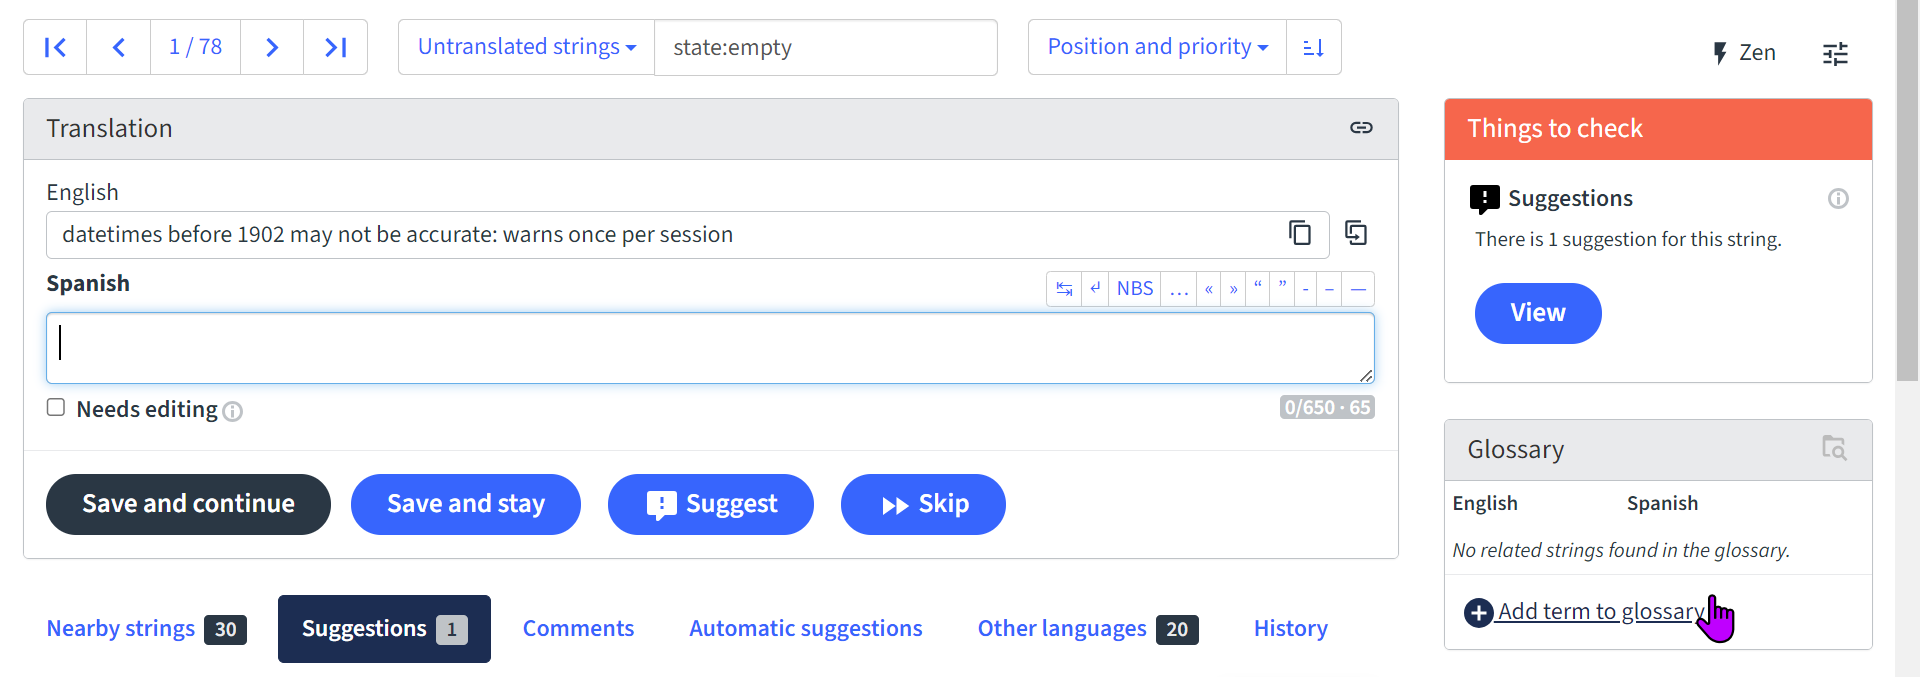 1 / 78
Untranslated strings
state:empty
Position and priority
Zen
Translation
English
datetimes before 1902 may not be accurate: warns once per session
Spanish
NBS … « » “ ” - – —
Needs editing
0/650 · 65
Save and continue
Save and stay
Suggest
Skip
Nearby strings 30
Suggestions 1
Comments
Automatic suggestions
Other languages 20
History
Things to check
Suggestions
There is 1 suggestion for this string.
View
Glossary
English Spanish
No related strings found in the glossary.
Add term to glossary